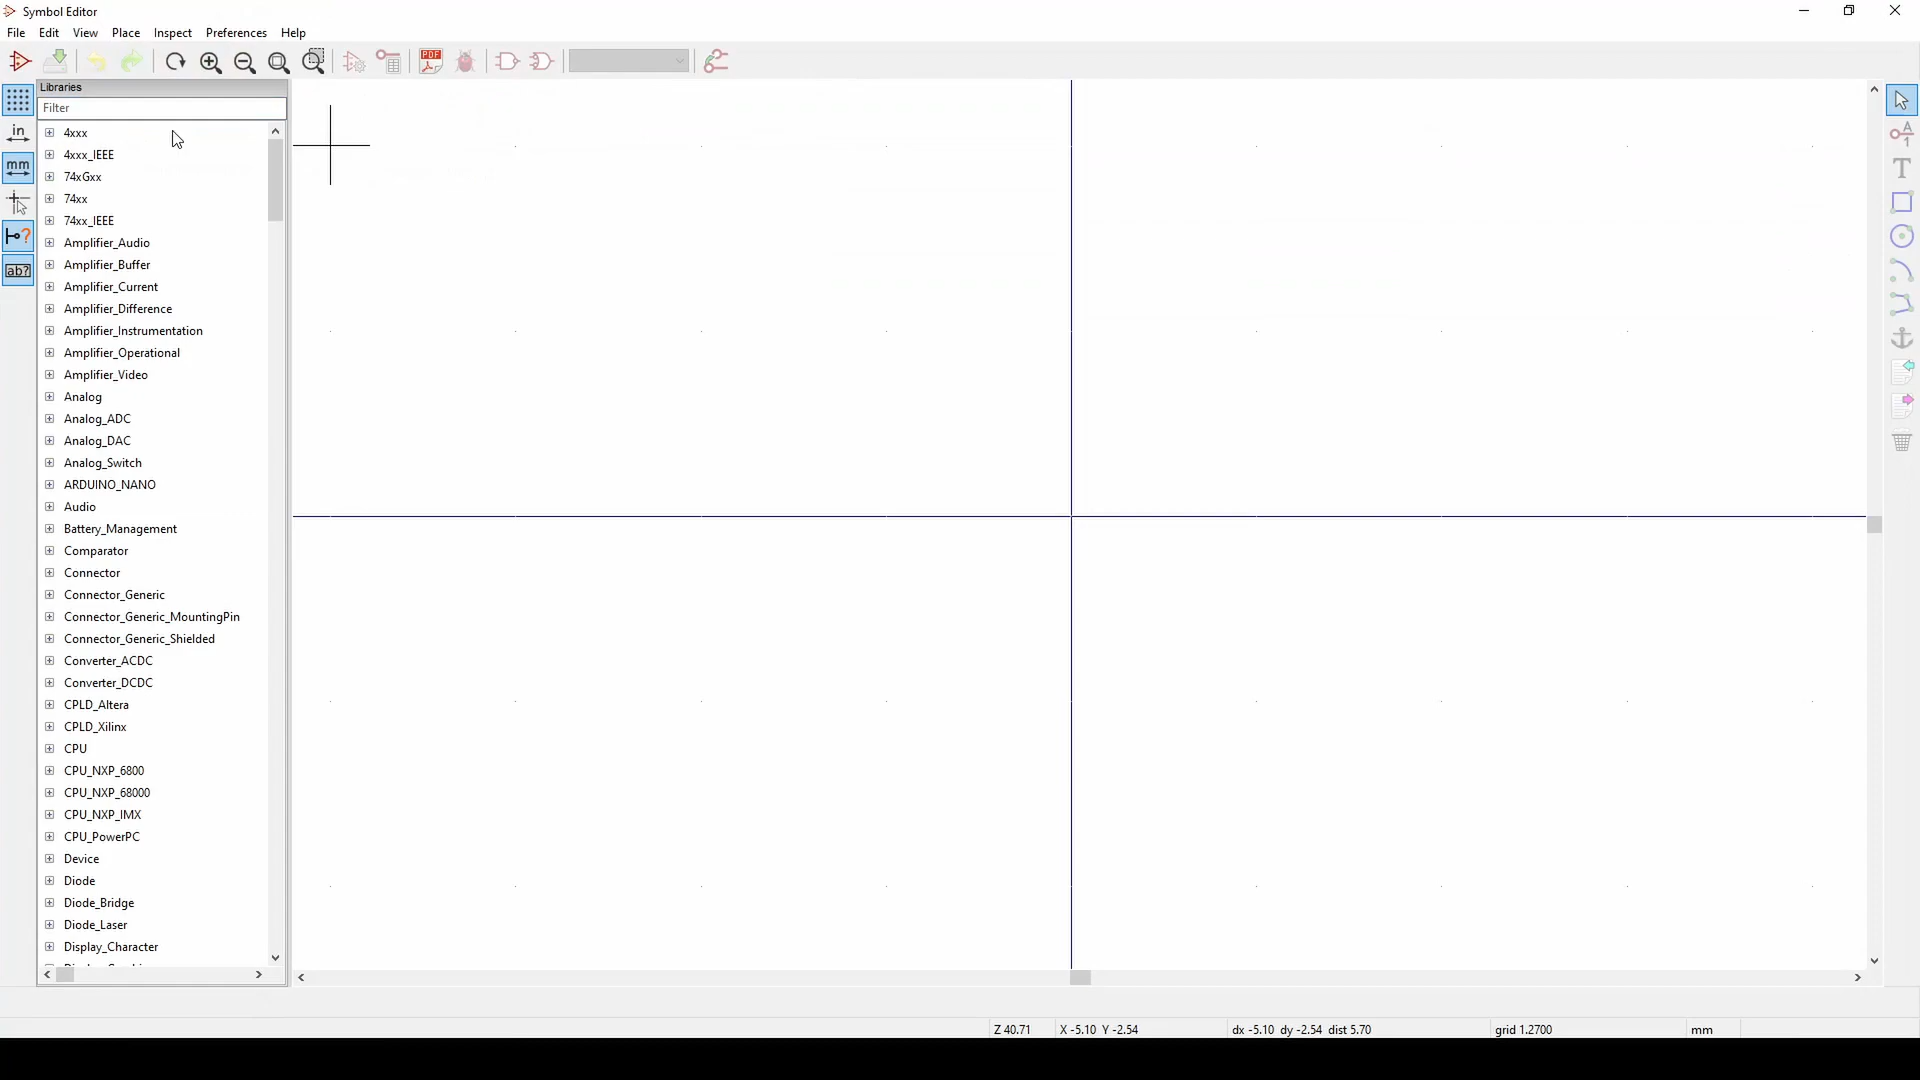 Symbol Editor
File Edit View Place Inspect Preferences Help
PDF
Libraries
Filter
in
mm
ab?
4xxx
4xxx_IEEE
74xGxx
74xx
74xx_IEEE
Amplifier_Audio
Amplifier_Buffer
Amplifier_Current
Amplifier_Difference
Amplifier_Instrumentation
Amplifier_Operational
Amplifier_Video
Analog
Analog_ADC
Analog_DAC
Analog_Switch
ARDUINO_NANO
Audio
Battery_Management
Comparator
Connector
Connector_Generic
Connector_Generic_MountingPin
Connector_Generic_Shielded
Converter_ACDC
Converter_DCDC
CPLD_Altera
CPLD_Xilinx
CPU
CPU_NXP_6800
CPU_NXP_68000
CPU_NXP_IMX
CPU_PowerPC
Device
Diode
Diode_Bridge
Diode_Laser
Display_Character
A
1
T
Z 40.71 X -5.10 Y -2.54 dx -5.10 dy -2.54 dist 5.70 grid 1.2700 mm